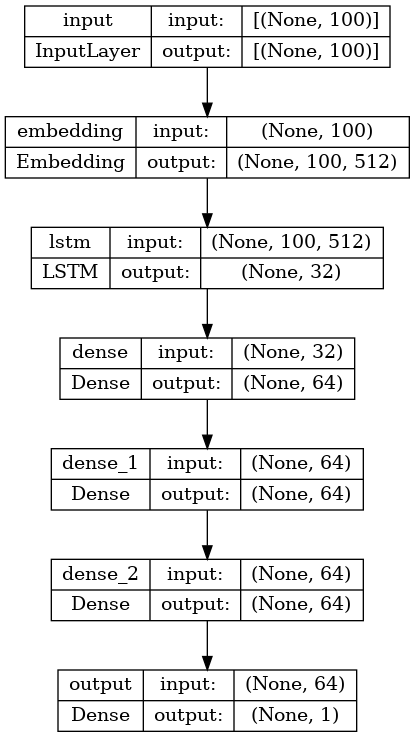 input input: [(None, 100)]
InputLayer output: [(None, 100)]
embedding input: (None, 100)
Embedding output: (None, 100, 512)
lstm input: (None, 100, 512)
LSTM output: (None, 32)
dense input: (None, 32)
Dense output: (None, 64)
dense_1 input: (None, 64)
Dense output: (None, 64)
dense_2 input: (None, 64)
Dense output: (None, 64)
output input: (None, 64)
Dense output: (None, 1)